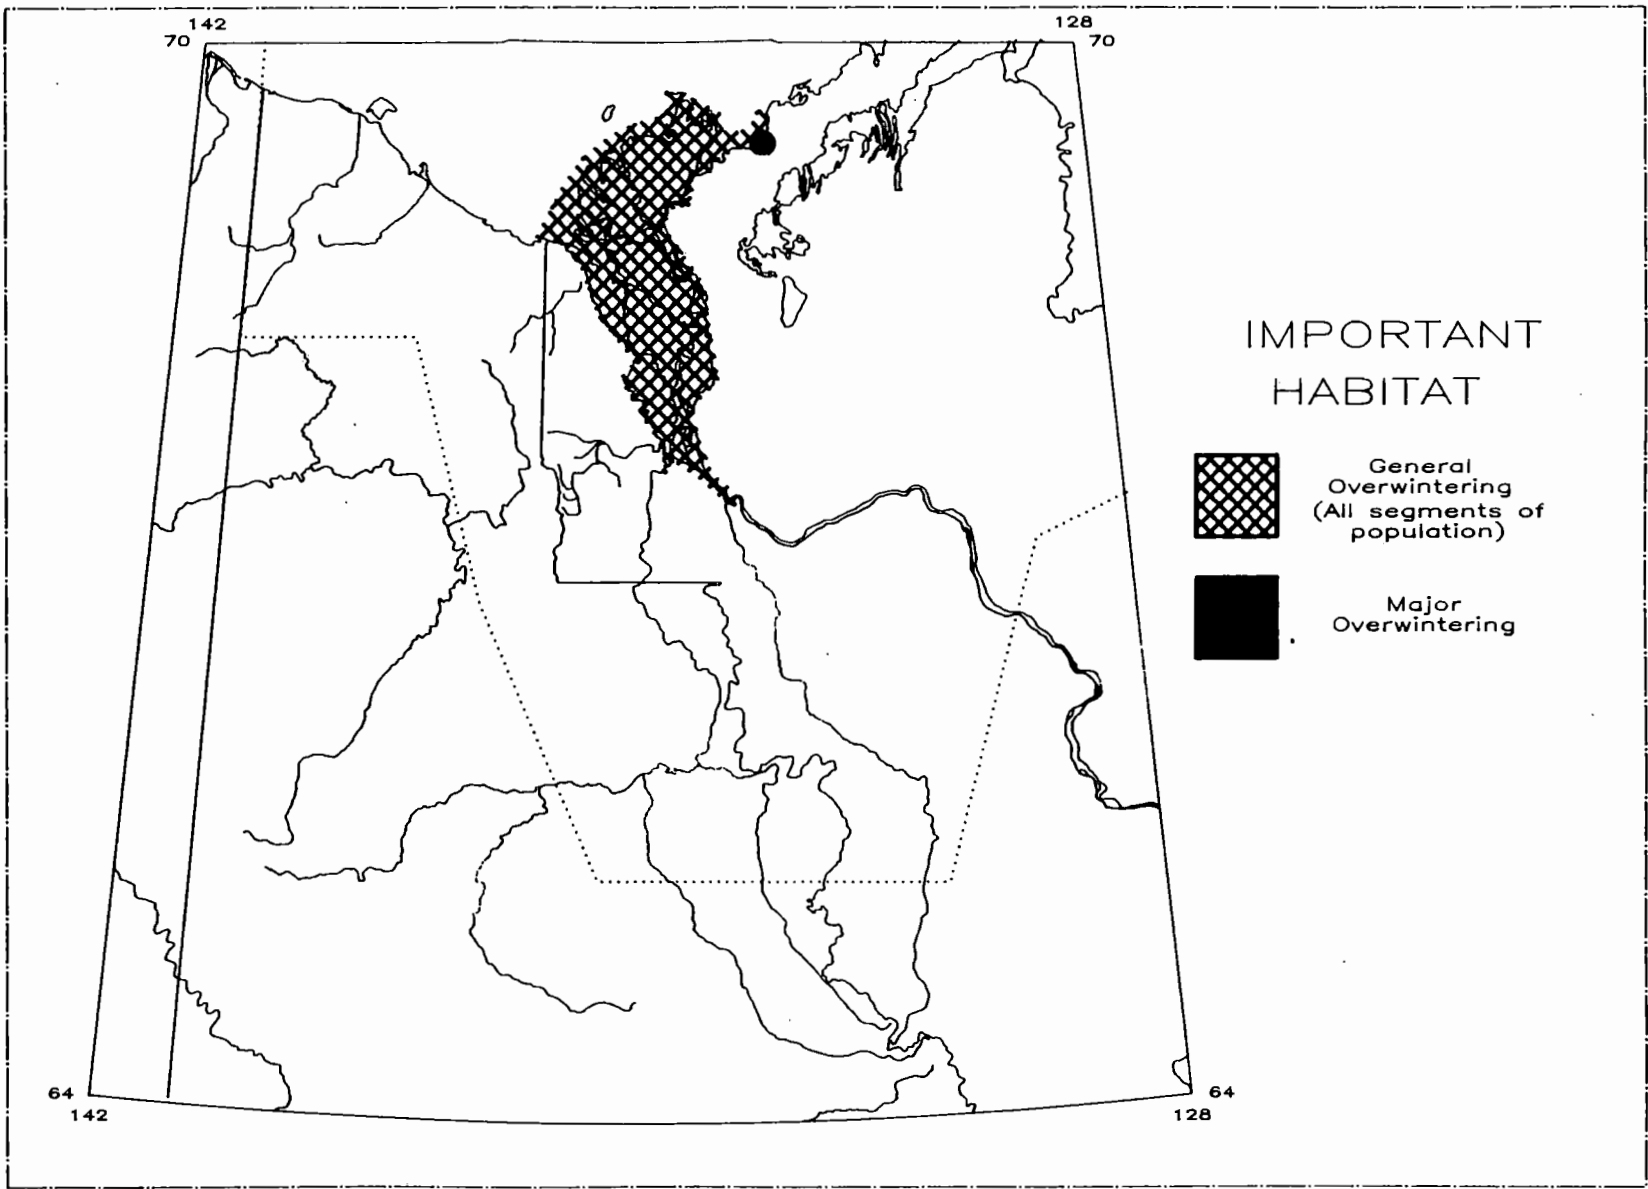 142
128
70
70
IMPORTANT
HABITAT
General
Overwintering
(All segments of
population)
Major
Overwintering
64
64
142
128